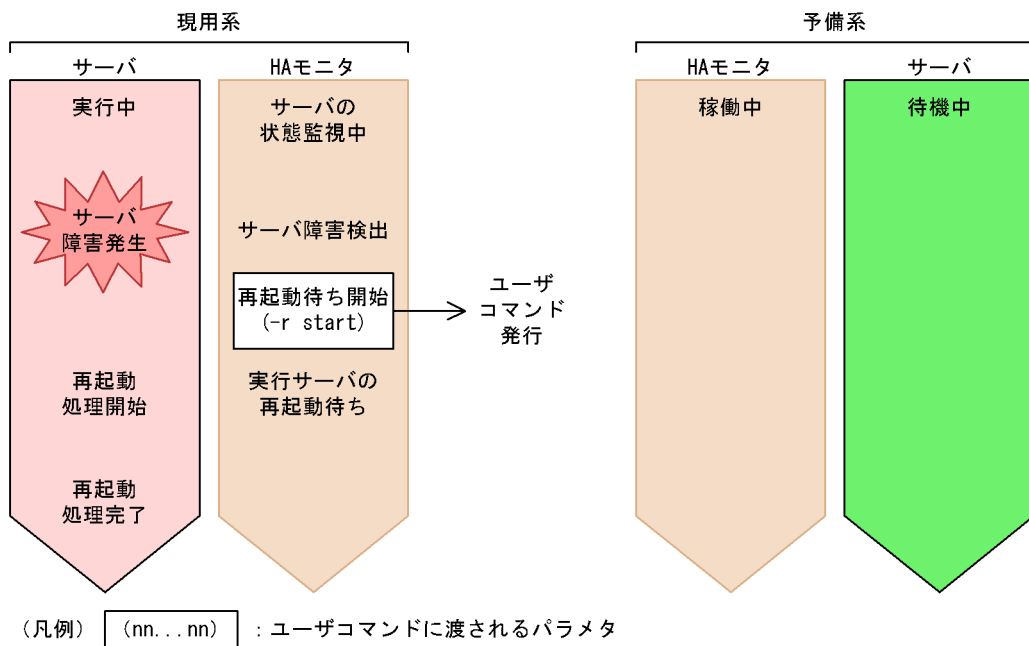 現用系
サーバ
HAモニタ
実行中
サーバの
状態監視中
サーバ
障害発生
サーバ障害検出
再起動待ち開始
(-r start)
ユーザ
コマンド
発行
再起動
処理開始
実行サーバの
再起動待ち
再起動
処理完了
予備系
HAモニタ
サーバ
稼働中
待機中
(凡例) (nn...nn) :ユーザコマンドに渡されるパラメタ